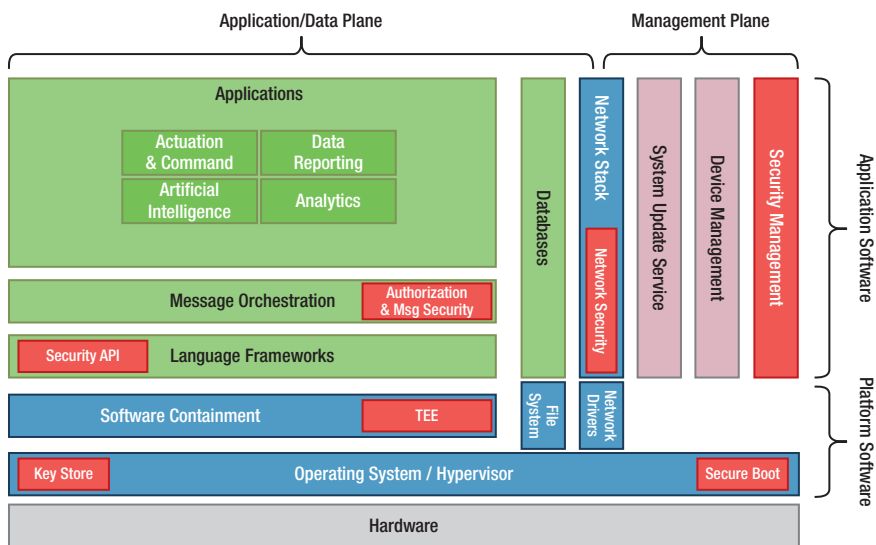 Application/Data Plane
Management Plane
Applications
Actuation
& Command
Data
Reporting
Artificial
Intelligence
Analytics
Message Orchestration
Authorization
& Msg Security
Security API
Language Frameworks
Databases
Network Stack
Network Security
System Update Service
Device Management
Security Management
Application Software
Software Containment
TEE
File
System
Network
Drivers
Platform Software
Key Store
Operating System / Hypervisor
Secure Boot
Hardware